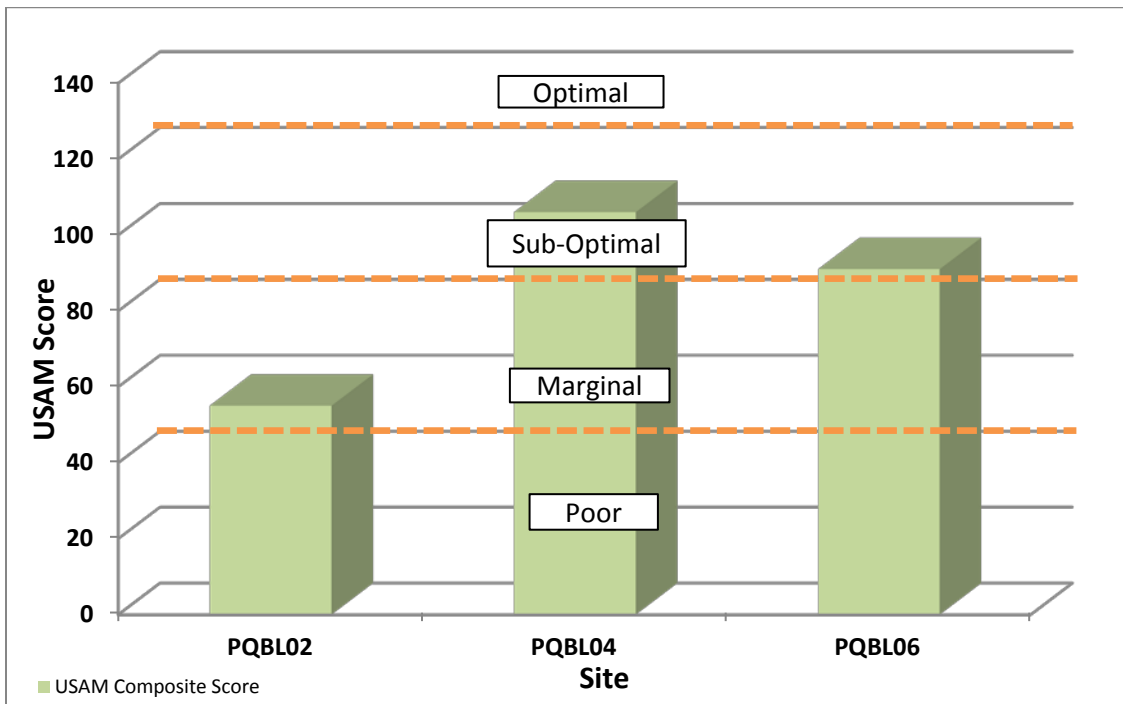 140
120
100
80
60
40
20
0
USAM Score
Optimal
Sub-Optimal
Marginal
Poor
PQBL02
PQBL04
PQBL06
Site
USAM Composite Score